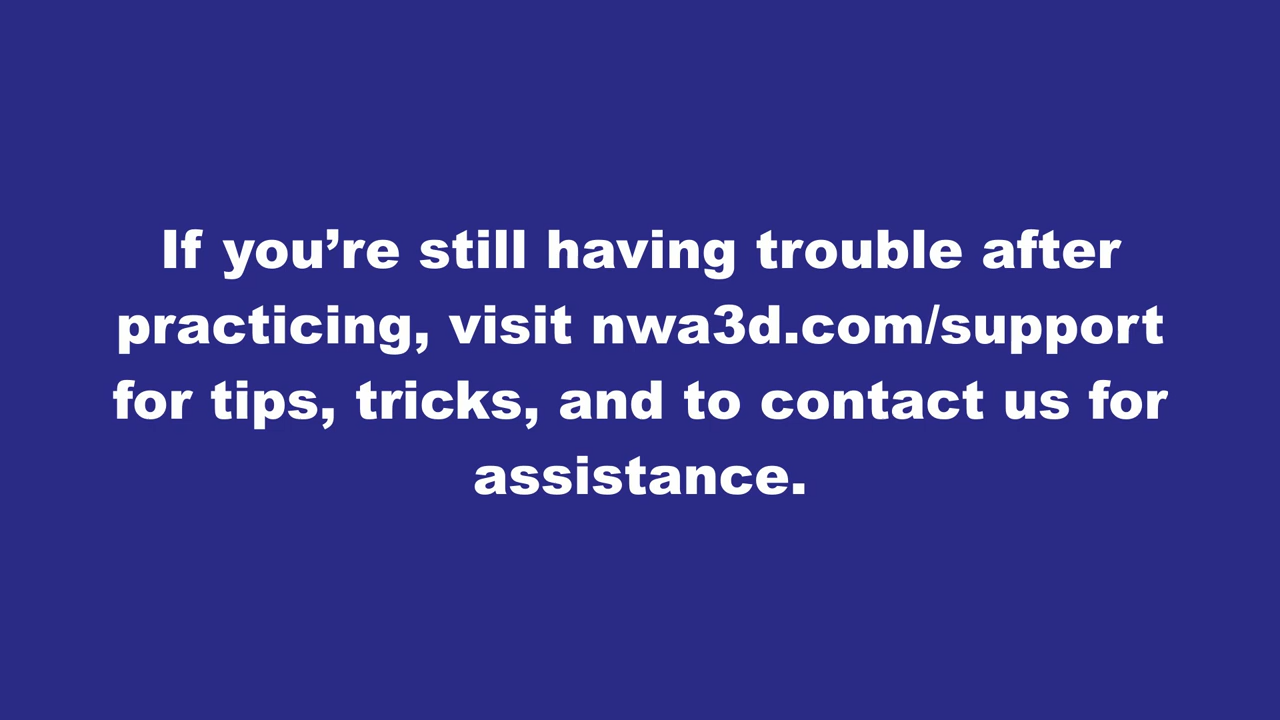 If you’re still having trouble after
practicing, visit nwa3d.com/support
for tips, tricks, and to contact us for
assistance.